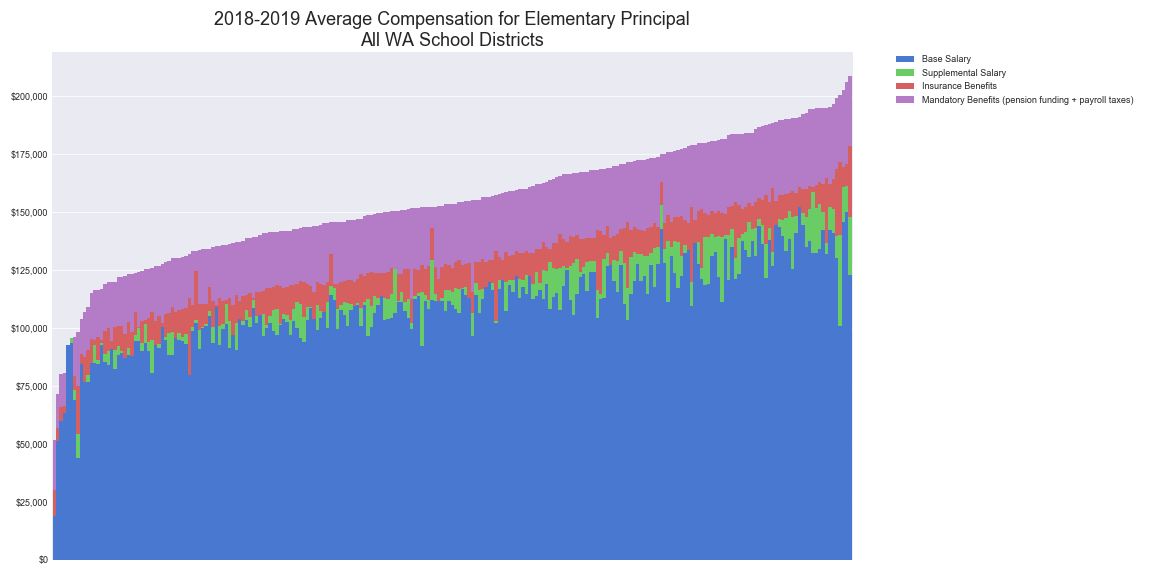 2018-2019 Average Compensation for Elementary Principal
All WA School Districts
Base Salary
Supplemental Salary
Insurance Benefits
Mandatory Benefits (pension funding + payroll taxes)
$200,000
$175,000
$150,000
$125,000
$100,000
$75,000
$50,000
$25,000
$0